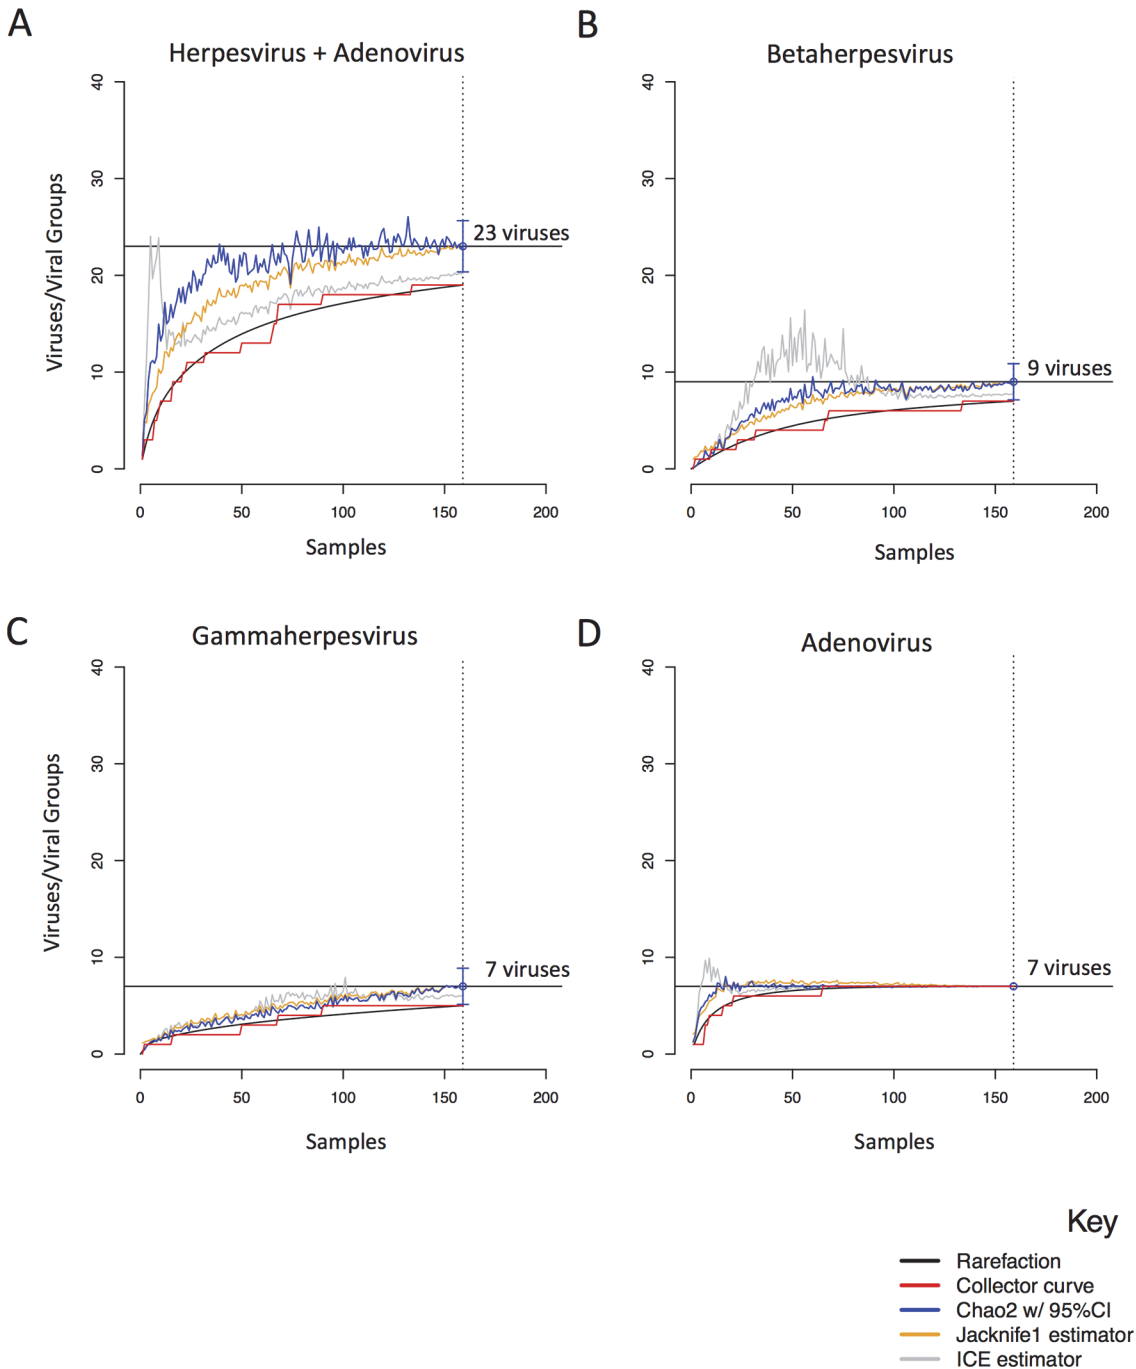 A
Herpesvirus + Adenovirus
40
30
20
10
0
Viruses/Viral Groups
23 viruses
0 50 100 150 200
Samples
B
Betaherpesvirus
40
30
20
10
0
9 viruses
0 50 100 150 200
Samples
C
Gammaherpesvirus
40
30
20
10
0
Viruses/Viral Groups
7 viruses
0 50 100 150 200
Samples
D
Adenovirus
40
30
20
10
0
7 viruses
0 50 100 150 200
Samples
Key
Rarefaction
Collector curve
Chao2 w/ 95%CI
Jacknife1 estimator
ICE estimator